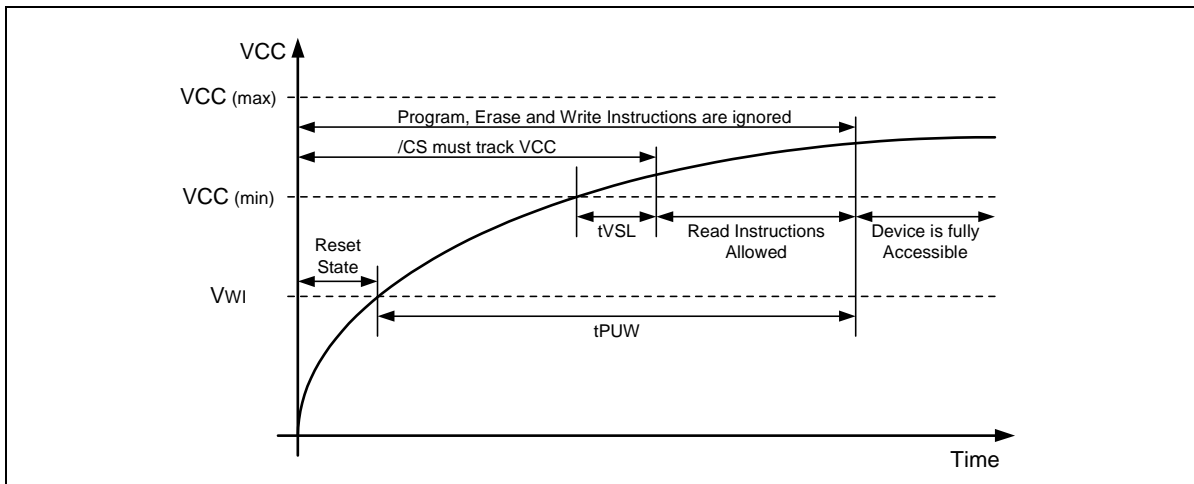 VCC
VCC (max)
Program, Erase and Write Instructions are ignored
/CS must track VCC
VCC (min)
tVSL
Read Instructions
Allowed
Device is fully
Accessible
Reset
State
VWI
tPUW
Time